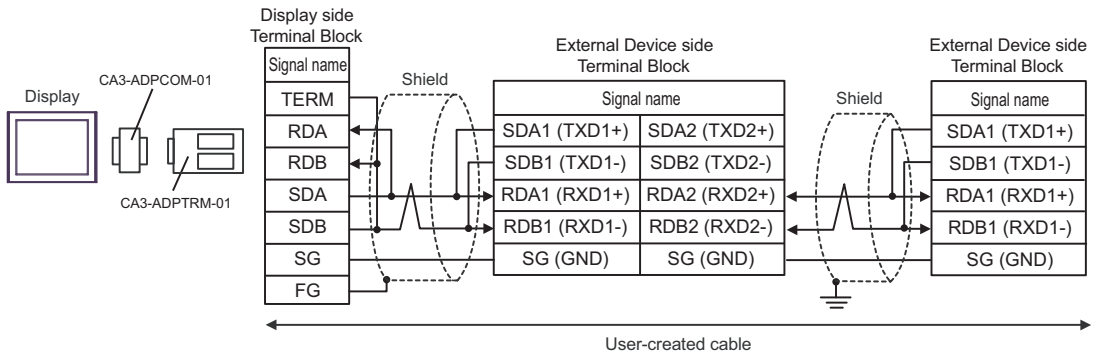 Display side
Terminal Block
External Device side
Terminal Block
External Device side
Terminal Block
Signal name
CA3-ADPCOM-01
Shield
Display
TERM
Signal name
Shield
Signal name
RDA
SDA1 (TXD1+) SDA2 (TXD2+)
SDA1 (TXD1+)
RDB
SDB1 (TXD1-) SDB2 (TXD2-)
SDB1 (TXD1-)
SDA
RDA1 (RXD1+) RDA2 (RXD2+)
RDA1 (RXD1+)
CA3-ADPTRM-01
SDB
RDB1 (RXD1-) RDB2 (RXD2-)
RDB1 (RXD1-)
SG
SG (GND) SG (GND)
SG (GND)
FG
User-created cable